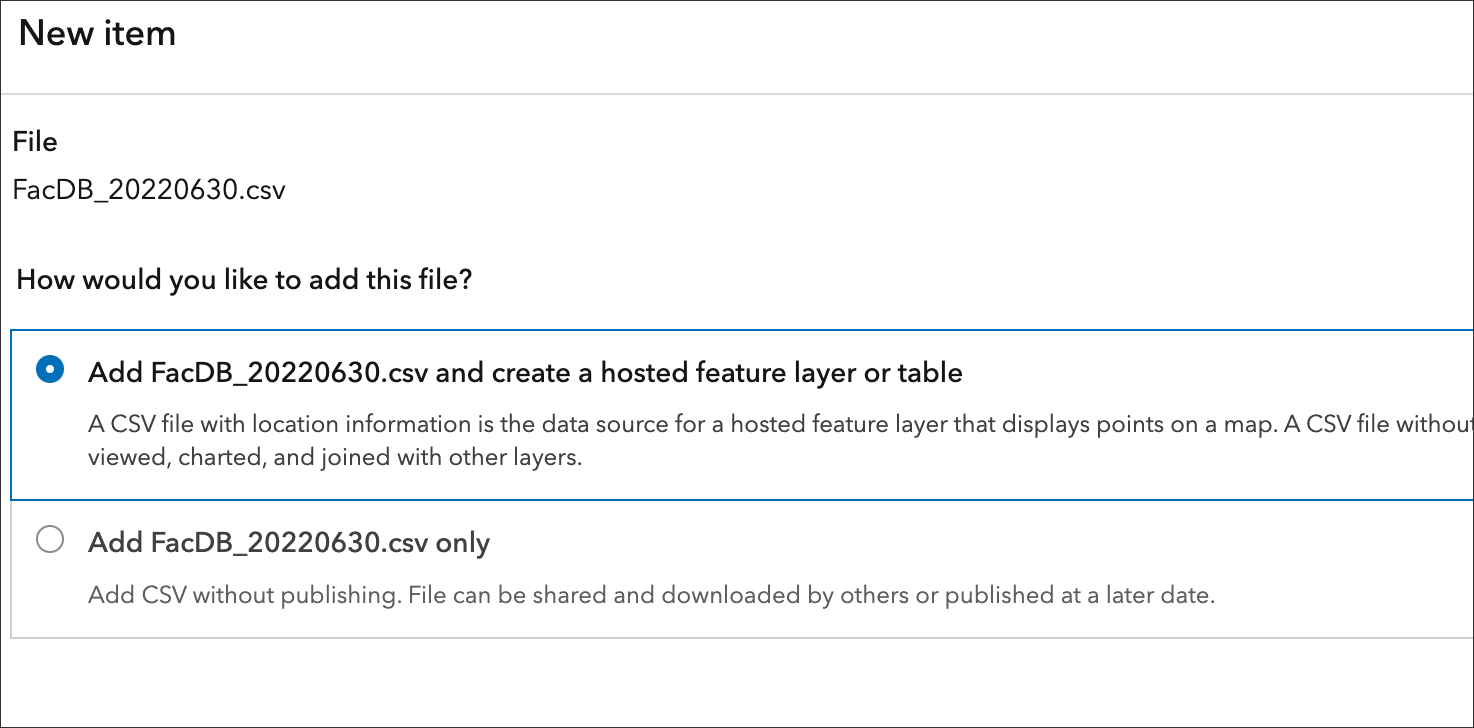 New item
File
FacDB_20220630.csv
How would you like to add this file?
Add FacDB_20220630.csv and create a hosted feature layer or table
A CSV file with location information is the data source for a hosted feature layer that displays points on a map. A CSV file without
viewed, charted, and joined with other layers.
Add FacDB_20220630.csv only
Add CSV without publishing. File can be shared and downloaded by others or published at a later date.